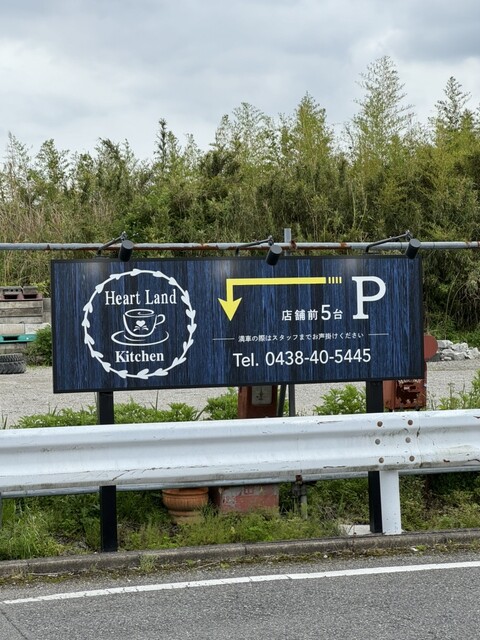 Heart Land
Kitchen
P
店舗前5台
満車の際はスタッフまでお声掛けください
Tel. 0438-40-5445